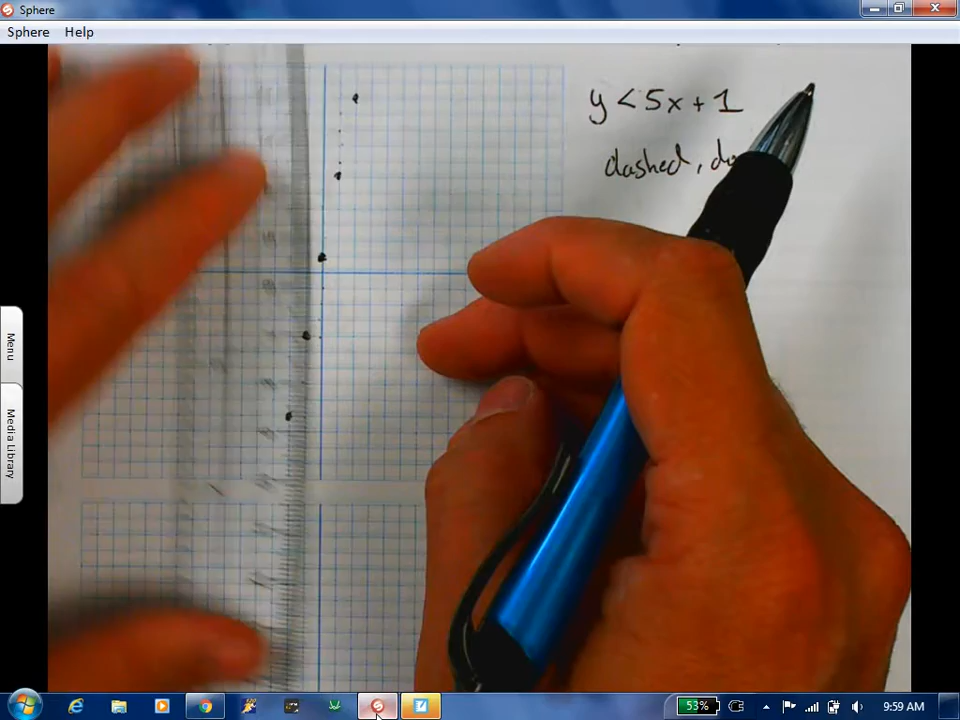 Sphere
Sphere Help
y < 5x + 1
dashed,
Menu
Media Library
53%
9:59 AM